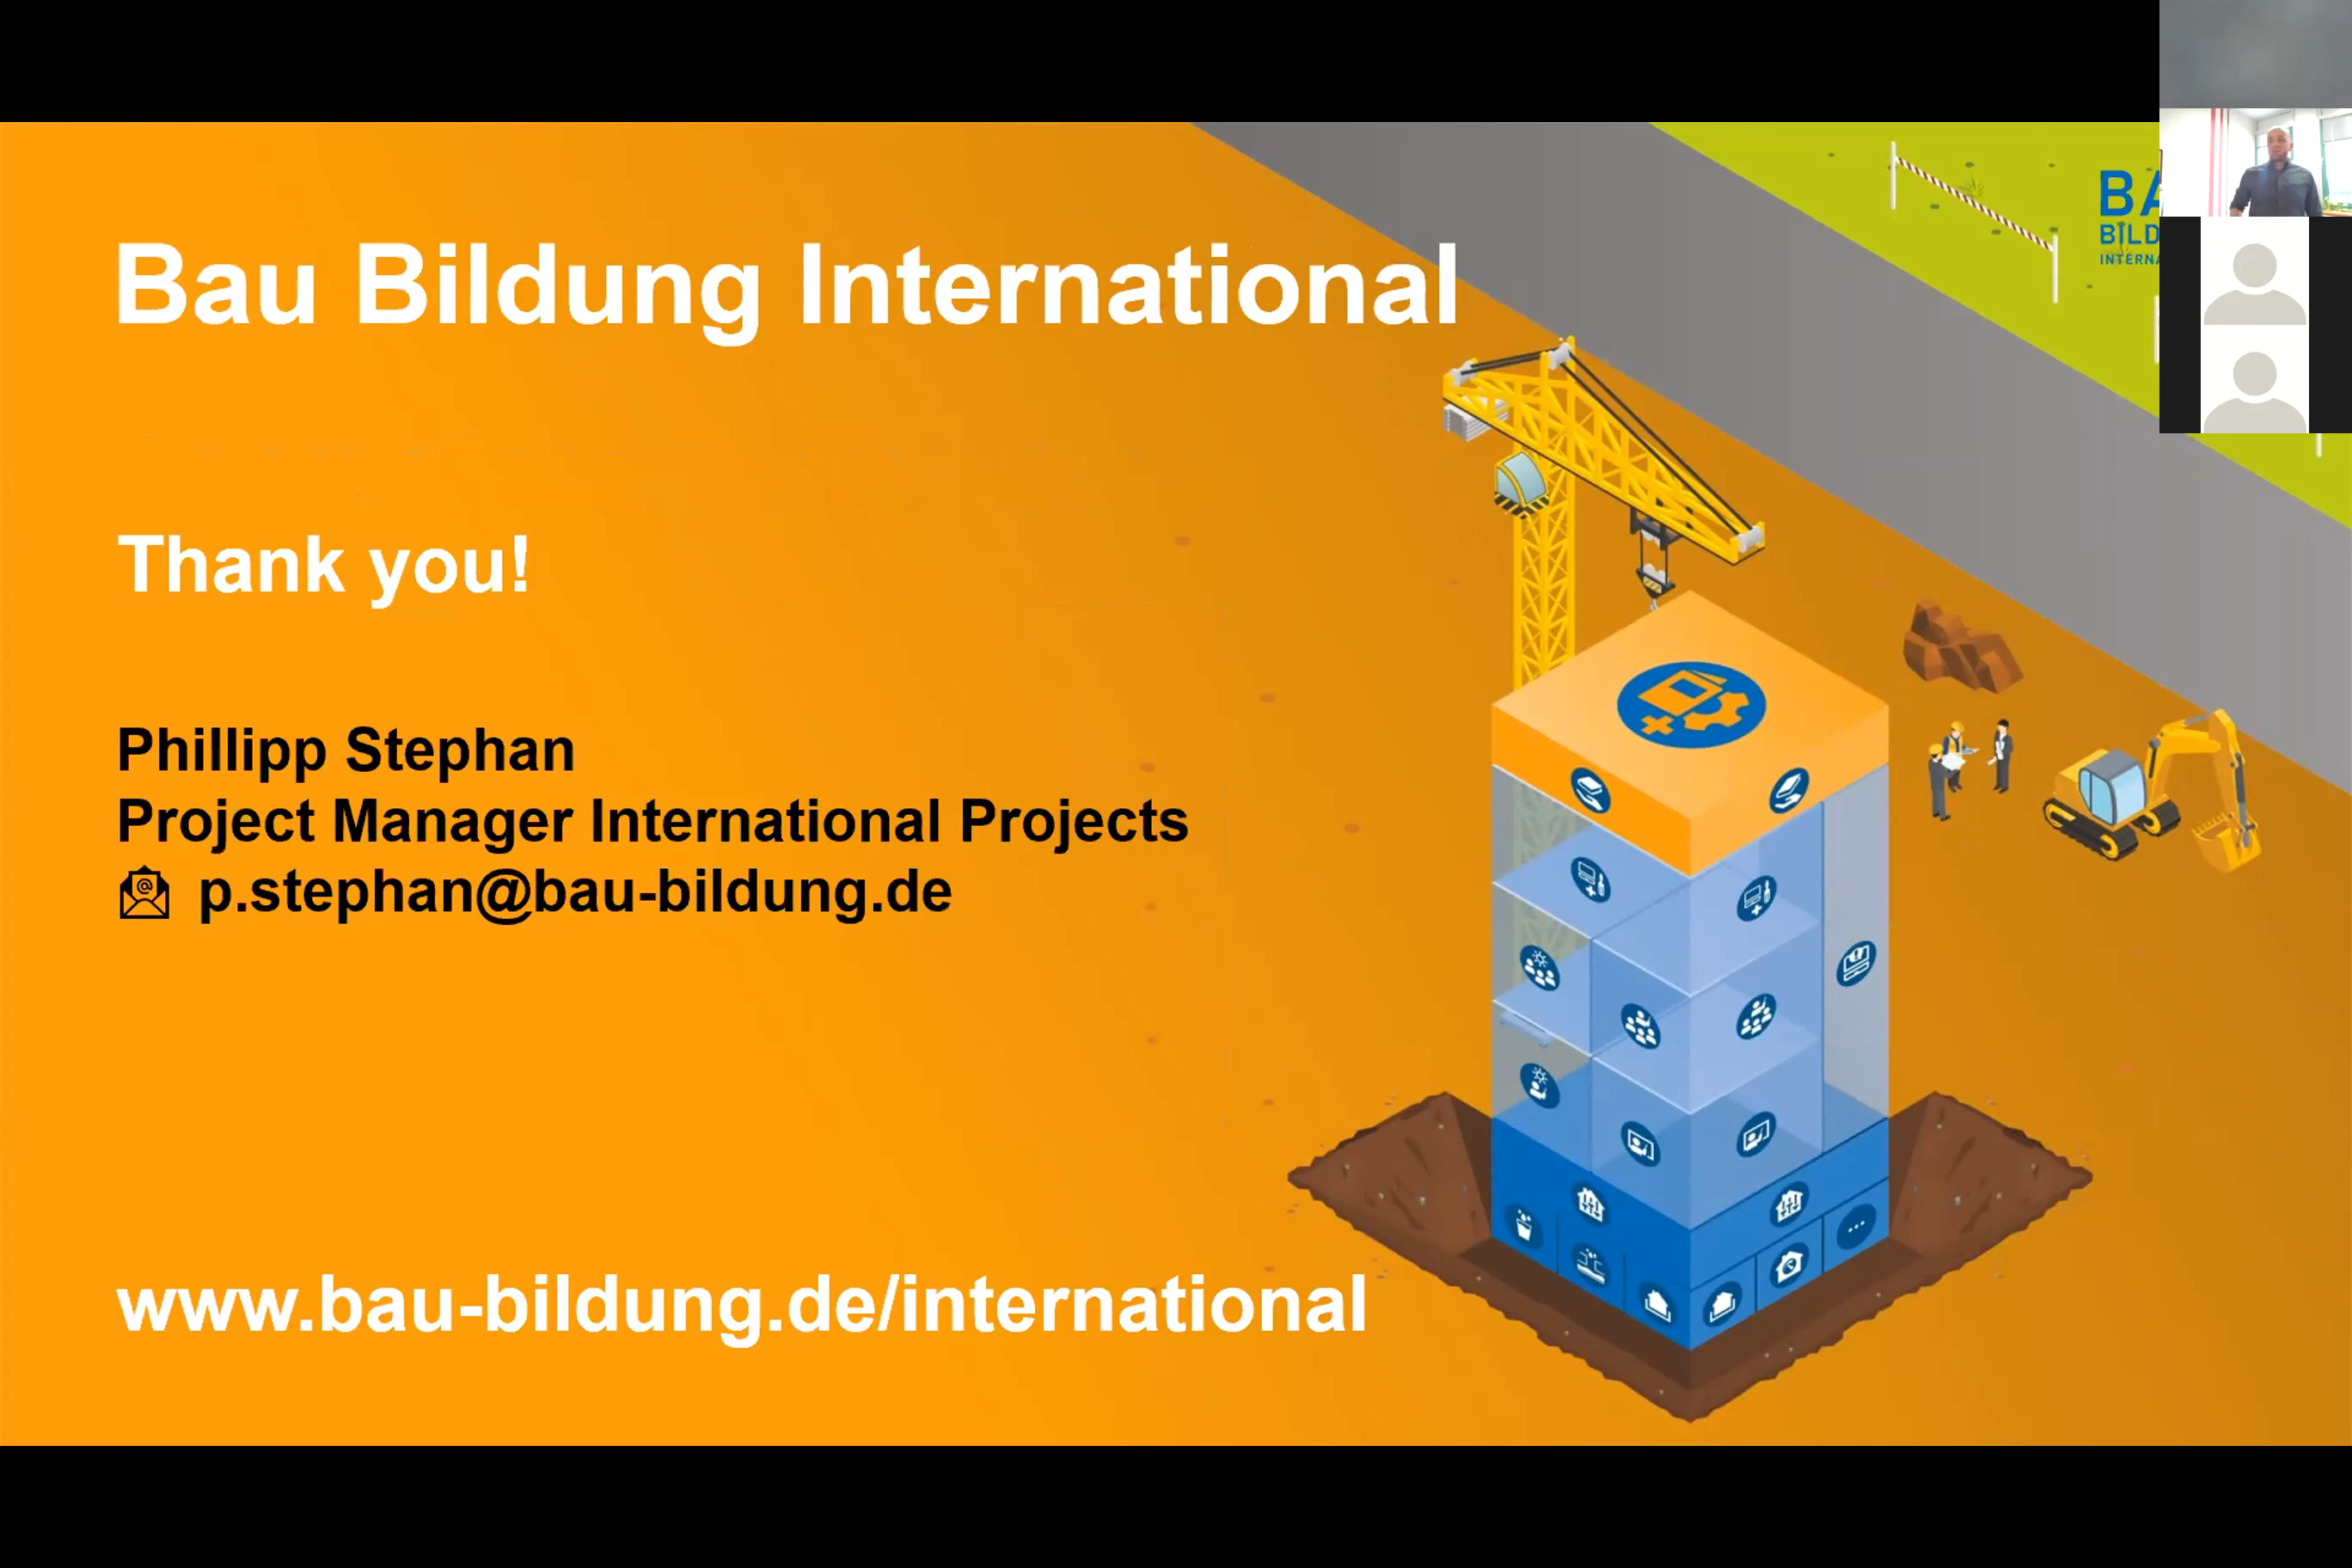 Bau Bildung International
Thank you!
Phillipp Stephan
Project Manager International Projects
p.stephan@bau-bildung.de
www.bau-bildung.de/international